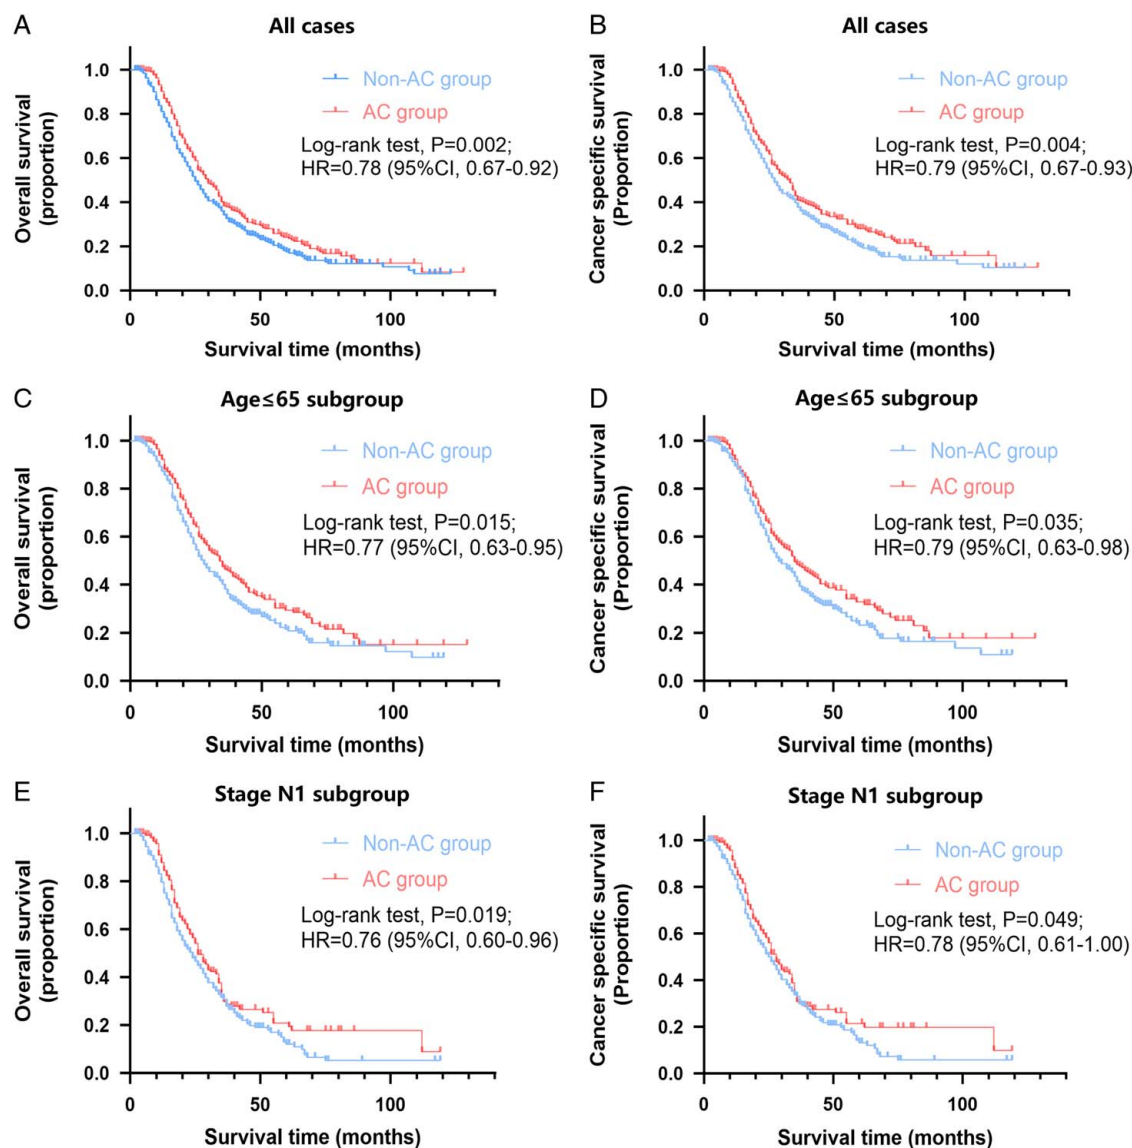 A
All cases
Overall survival
(proportion)
1.0
0.8
0.6
0.4
0.2
0.0
Non-AC group
AC group
Log-rank test, P=0.002;
HR=0.78 (95%CI, 0.67-0.92)
0 50 100
Survival time (months)
B
All cases
Cancer specific survival
(Proportion)
1.0
0.8
0.6
0.4
0.2
0.0
Non-AC group
AC group
Log-rank test, P=0.004;
HR=0.79 (95%CI, 0.67-0.93)
0 50 100
Survival time (months)
C
Age≤65 subgroup
Overall survival
(proportion)
1.0
0.8
0.6
0.4
0.2
0.0
Non-AC group
AC group
Log-rank test, P=0.015;
HR=0.77 (95%CI, 0.63-0.95)
0 50 100
Survival time (months)
D
Age≤65 subgroup
Cancer specific survival
(Proportion)
1.0
0.8
0.6
0.4
0.2
0.0
Non-AC group
AC group
Log-rank test, P=0.035;
HR=0.79 (95%CI, 0.63-0.98)
0 50 100
Survival time (months)
E
Stage N1 subgroup
Overall survival
(proportion)
1.0
0.8
0.6
0.4
0.2
0.0
Non-AC group
AC group
Log-rank test, P=0.019;
HR=0.76 (95%CI, 0.60-0.96)
0 50 100
Survival time (months)
F
Stage N1 subgroup
Cancer specific survival
(Proportion)
1.0
0.8
0.6
0.4
0.2
0.0
Non-AC group
AC group
Log-rank test, P=0.049;
HR=0.78 (95%CI, 0.61-1.00)
0 50 100
Survival time (months)